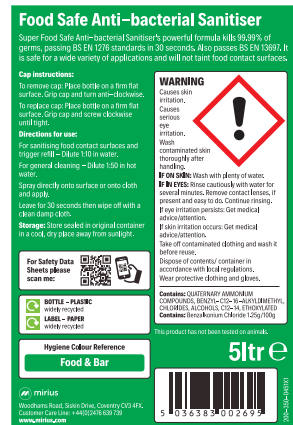 Food Safe Anti-bacterial Sanitiser
Super Food Safe Anti-bacterial Sanitiser's powerful formula kills 99.99% of
germs, passing BS EN 1276 standards in 30 seconds. Also passes BS EN 13697. It
is safe for a wide variety of applications and will not taint food contact surfaces.
Cap instructions:
To remove cap: Place bottle on a firm flat
surface. Grip cap and turn anti-clockwise.
To replace cap: Place bottle on a firm flat
surface. Grip cap and screw clockwise
until tight.
Directions for use:
For sanitising food contact surfaces and
trigger refill – Dilute 1:10 in water.
For general cleaning – Dilute 1:50 in hot
water.
Spray directly onto surface or onto cloth
and apply.
Leave for 30 seconds then wipe off with a
clean damp cloth.
Storage: Store sealed in original container
in a cool, dry place away from sunlight.
For Safety Data
Sheets please
scan me:
BOTTLE – PLASTIC
widely recycled
LABEL – PAPER
widely recycled
Hygiene Colour Reference
Food & Bar
mirius
Woodhams Road, Siskin Drive, Coventry CV3 4FX.
Customer Care Line: +44(0)2476 639 739
www.mirius.com
WARNING
Causes skin
irritation.
Causes
serious
eye
irritation.
Wash
contaminated skin
thoroughly after
handling.
IF ON SKIN: Wash with plenty of water.
IF IN EYES: Rinse cautiously with water for
several minutes. Remove contact lenses, if
present and easy to do. Continue rinsing.
If eye irritation persists: Get medical
advice/attention.
If skin irritation occurs: Get medical
advice/attention.
Take off contaminated clothing and wash it
before reuse.
Dispose of contents/ container in
accordance with local regulations.
Wear protective clothing and gloves.
Contains: QUATERNARY AMMONIUM
COMPOUNDS, BENZYL-C12-16-ALKYLDIMETHYL,
CHLORIDES, ALCOHOLS, C12-14, ETHOXYLATED
Contains: Benzalkonium Chloride 1.25g/100g
This product has not been tested on animals.
5ltr e
5 036383 002695